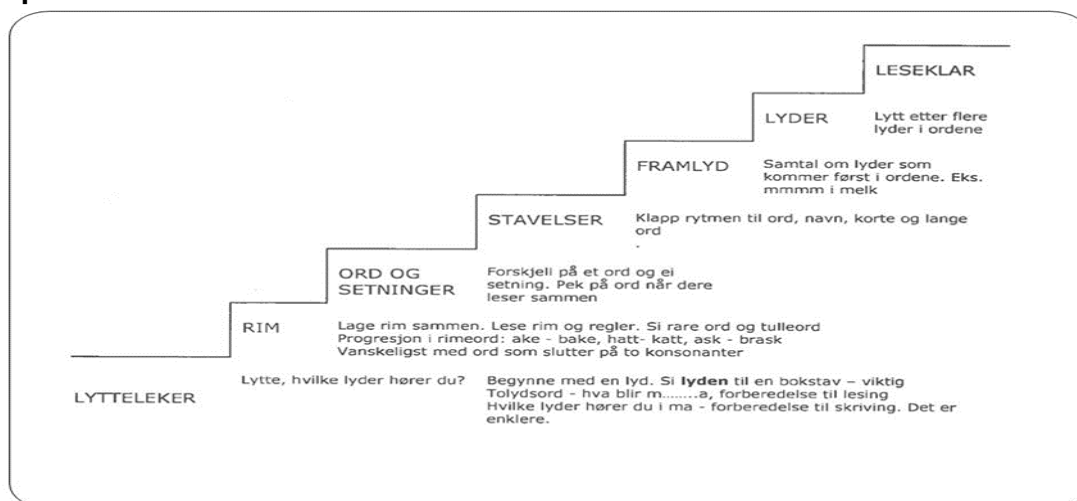 LESEKLAR
LYDER
Lytt etter flere
lyder i ordene
FRAMLYD
Samtal om lyder som
kommer først i ordene. Eks.
mmmm i melk
STAVELSER
Klapp rytmen til ord, navn, korte og lange
ord
.
ORD OG
SETNINGER
Forskjell på et ord og ei
setning. Pek på ord når dere
leser sammen
RIM
Lage rim sammen. Lese rim og regler. Si rare ord og tulleord
Progresjon i rimeord: ake - bake, hatt- katt, ask - brask
Vanskeligst med ord som slutter på to konsonanter
LYTTELEKER
Lytte, hvilke lyder hører du?
Begynne med en lyd. Si lyden til en bokstav – viktig
Tolydsord - hva blir m........a, forberedelse til lesing
Hvilke lyder hører du i ma - forberedelse til skriving. Det er
enklere.